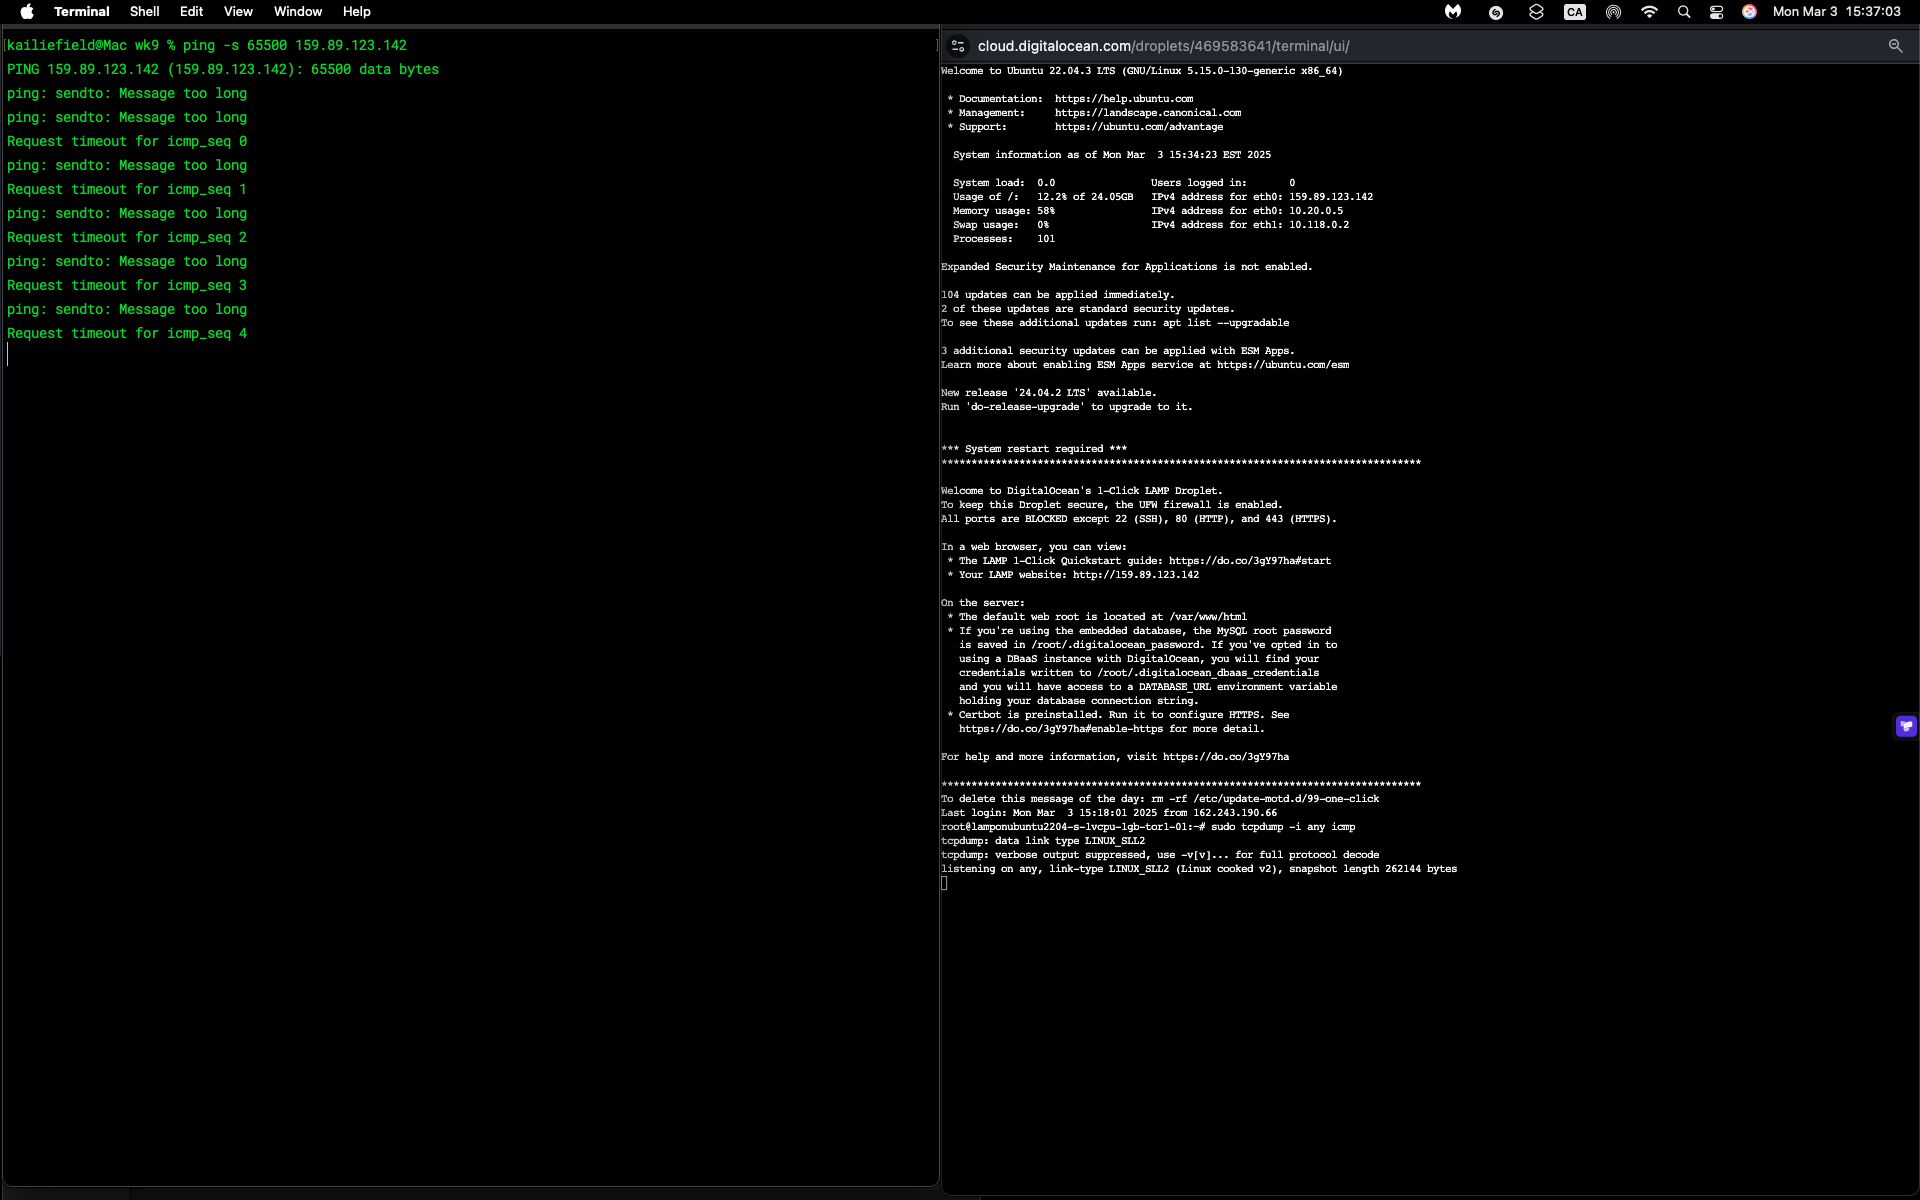 Terminal Shell Edit View Window Help CA Mon Mar 3 15:37:03
[kailiefield@Mac wk9 % ping -s 65500 159.89.123.142 ]
PING 159.89.123.142 (159.89.123.142): 65500 data bytes
ping: sendto: Message too long
ping: sendto: Message too long
Request timeout for icmp_seq 0
ping: sendto: Message too long
Request timeout for icmp_seq 1
ping: sendto: Message too long
Request timeout for icmp_seq 2
ping: sendto: Message too long
Request timeout for icmp_seq 3
ping: sendto: Message too long
Request timeout for icmp_seq 4
cloud.digitalocean.com/droplets/469583641/terminal/ui/
Welcome to Ubuntu 22.04.3 LTS (GNU/Linux 5.15.0-130-generic x86_64)
* Documentation: https://help.ubuntu.com
* Management: https://landscape.canonical.com
* Support: https://ubuntu.com/advantage
System information as of Mon Mar 3 15:34:23 EST 2025
System load: 0.0 Users logged in: 0
Usage of /: 12.2% of 24.05GB IPv4 address for eth0: 159.89.123.142
Memory usage: 58% IPv4 address for eth0: 10.20.0.5
Swap usage: 0% IPv4 address for eth1: 10.118.0.2
Processes: 101
Expanded Security Maintenance for Applications is not enabled.
104 updates can be applied immediately.
2 of these updates are standard security updates.
To see these additional updates run: apt list --upgradable
3 additional security updates can be applied with ESM Apps.
Learn more about enabling ESM Apps service at https://ubuntu.com/esm
New release '24.04.2 LTS' available.
Run 'do-release-upgrade' to upgrade to it.
*** System restart required ***
********************************************************************************
Welcome to DigitalOcean's 1-Click LAMP Droplet.
To keep this Droplet secure, the UFW firewall is enabled.
All ports are BLOCKED except 22 (SSH), 80 (HTTP), and 443 (HTTPS).
In a web browser, you can view:
* The LAMP 1-Click Quickstart guide: https://do.co/3gY97ha#start
* Your LAMP website: http://159.89.123.142
On the server:
* The default web root is located at /var/www/html
* If you're using the embedded database, the MySQL root password
is saved in /root/.digitalocean_password. If you've opted in to
using a DBaaS instance with DigitalOcean, you will find your
credentials written to /root/.digitalocean_dbaas_credentials
and you will have access to a DATABASE_URL environment variable
holding your database connection string.
* Certbot is preinstalled. Run it to configure HTTPS. See
https://do.co/3gY97ha#enable-https for more detail.
For help and more information, visit https://do.co/3gY97ha
********************************************************************************
To delete this message of the day: rm -rf /etc/update-motd.d/99-one-click
Last login: Mon Mar 3 15:18:01 2025 from 162.243.190.66
root@lamponubuntu2204-s-1vcpu-1gb-tor1-01:~# sudo tcpdump -i any icmp
tcpdump: data link type LINUX_SLL2
tcpdump: verbose output suppressed, use -v[v]... for full protocol decode
listening on any, link-type LINUX_SLL2 (Linux cooked v2), snapshot length 262144 bytes